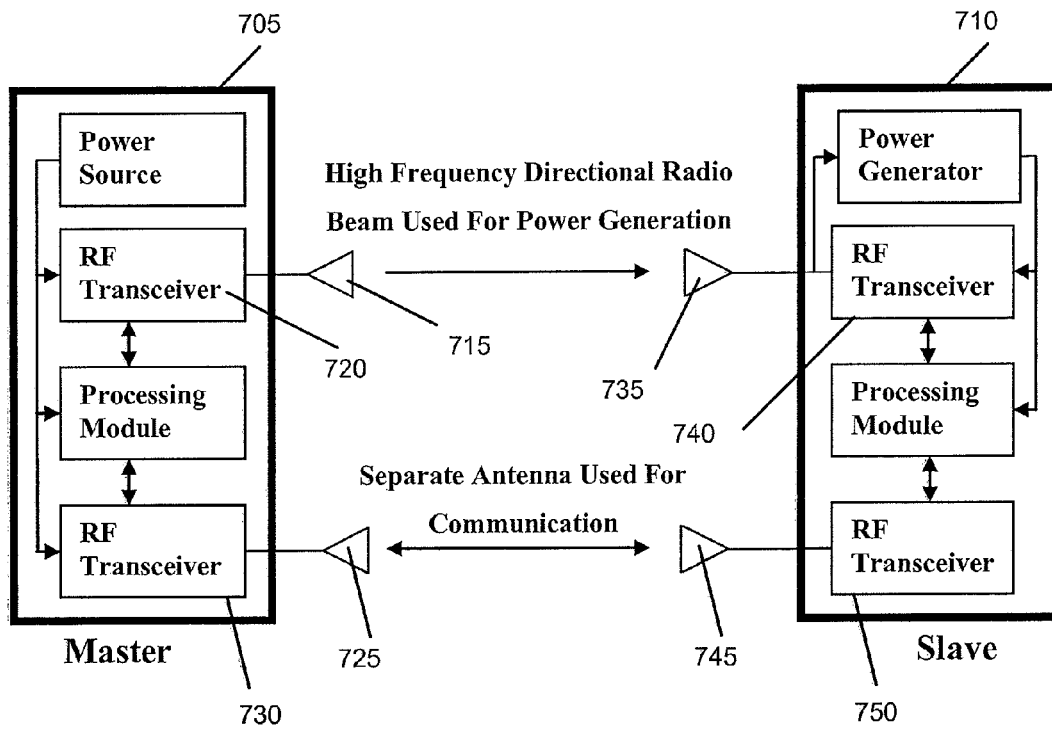 705
710
Power
Source
High Frequency Directional Radio
Beam Used For Power Generation
Power
Generator
RF
Transceiver
715
720
RF
Transceiver
735
740
Processing
Module
Processing
Module
Separate Antenna Used For
Communication
RF
Transceiver
725
745
RF
Transceiver
Master
Slave
730
750